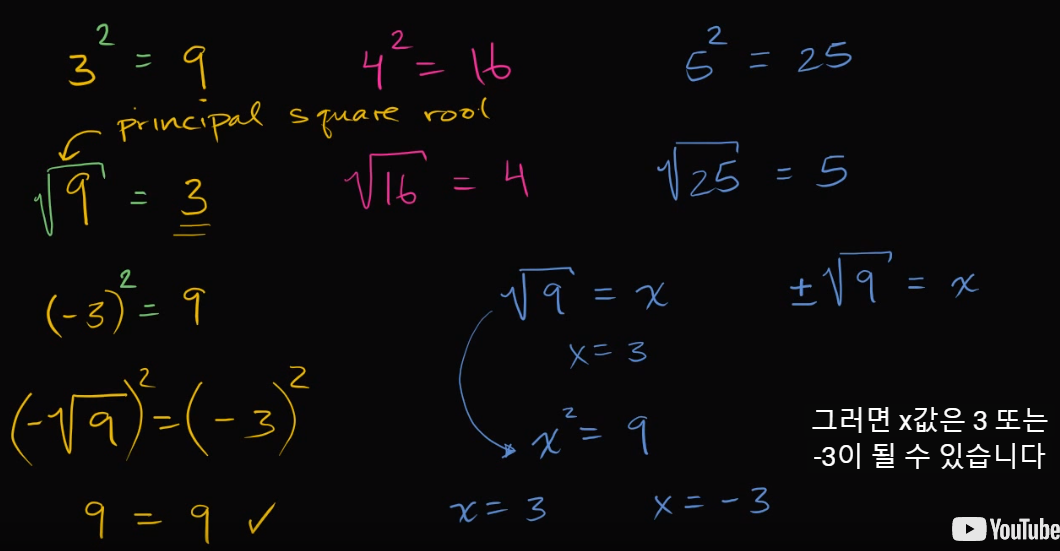 3² = 9
4² = 16
5² = 25
principal square root
√9 = 3
√16 = 4
√25 = 5
(-3)² = 9
√9 = x
±√9 = x
x = 3
(-√9)² = (-3)²
x² = 9
그러면 x값은 3 또는
-3이 될 수 있습니다
9 = 9 ✓
x = 3
x = -3
YouTube